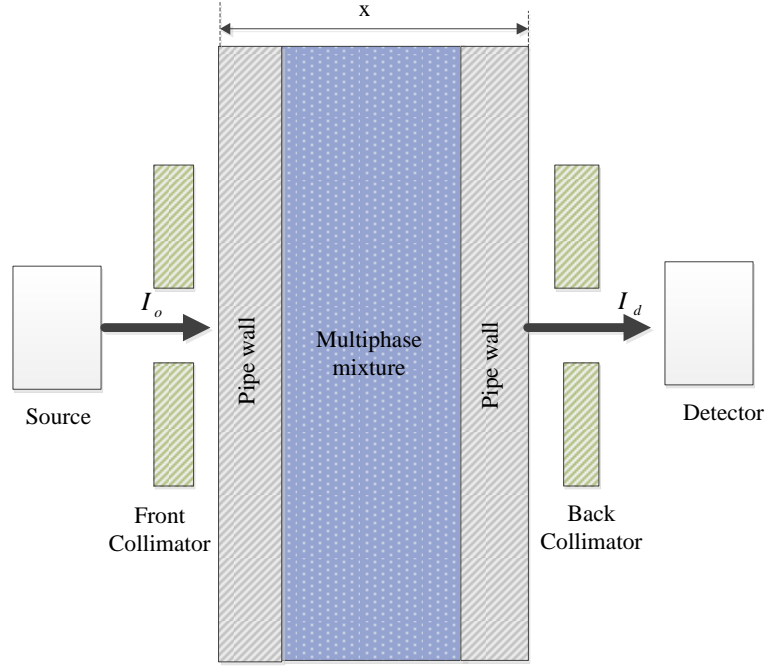 x
I_o
I_d
Pipe wall
Multiphase
mixture
Pipe wall
Source
Detector
Front
Collimator
Back
Collimator